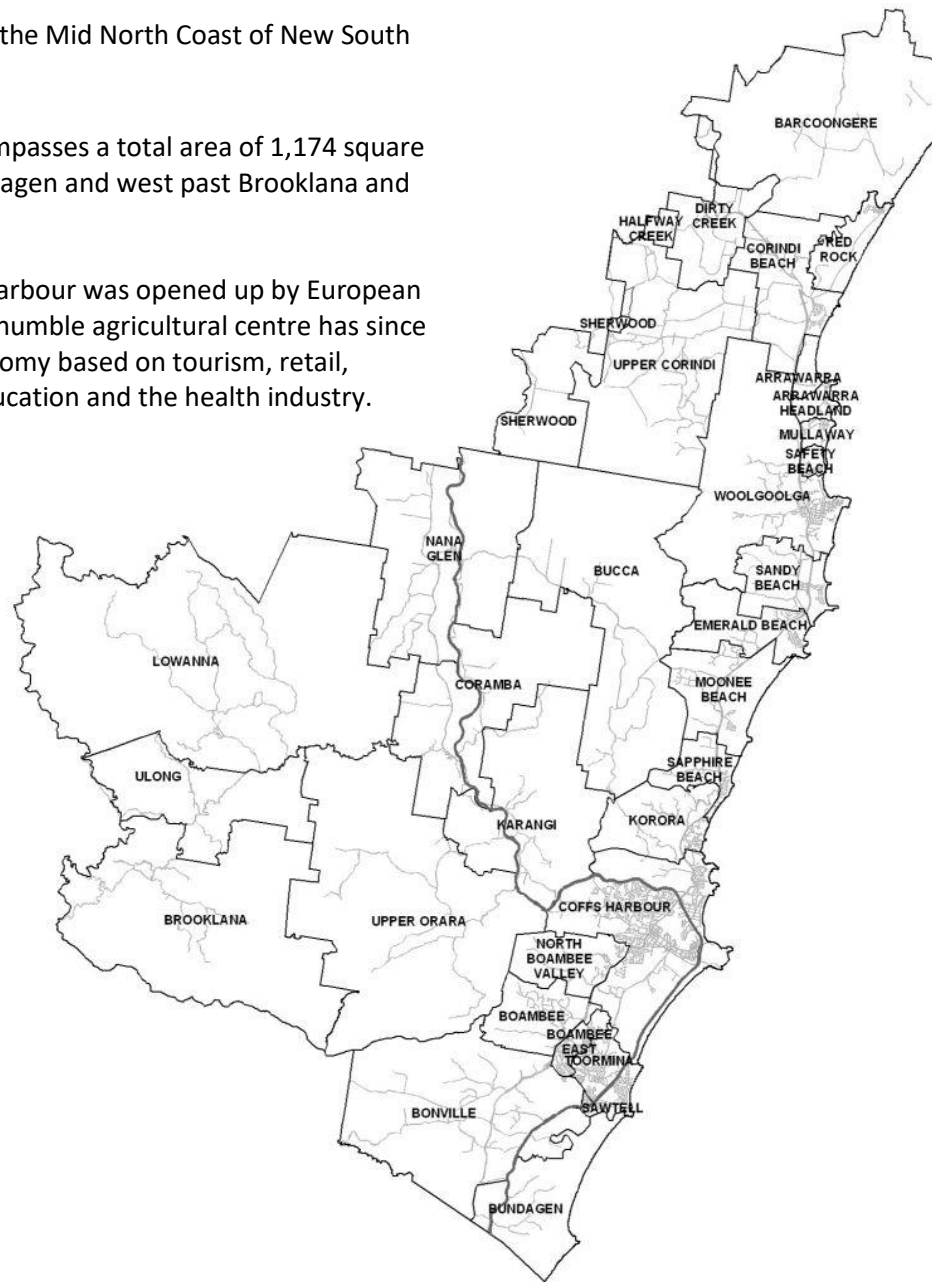 the Mid North Coast of New South
mpasses a total area of 1,174 square
agen and west past Brooklana and
arbour was opened up by European
humble agricultural centre has since
nomy based on tourism, retail,
ucation and the health industry.
BARCOONGERE
DIRTY
CREEK
HALFWAY
CREEK
RED
ROCK
CORINDI
BEACH
SHERWOOD
UPPER CORINDI
ARRAWARRA
ARRAWARRA
HEADLAND
SHERWOOD
MULLAWAY
SAFETY
BEACH
WOOLGOOLGA
NANA
GLEN
BUCCA
SANDY
BEACH
EMERALD BEACH
LOWANNA
CORAMBA
MOONEE
BEACH
ULONG
SAPPHIRE
BEACH
KARANGI
KORORA
BROOKLANA
UPPER ORARA
COFFS HARBOUR
NORTH
BOAMBEE
VALLEY
BOAMBEE
BOAMBEE
EAST
TOORMINA
BONVILLE
SAWTELL
BUNDAGEN